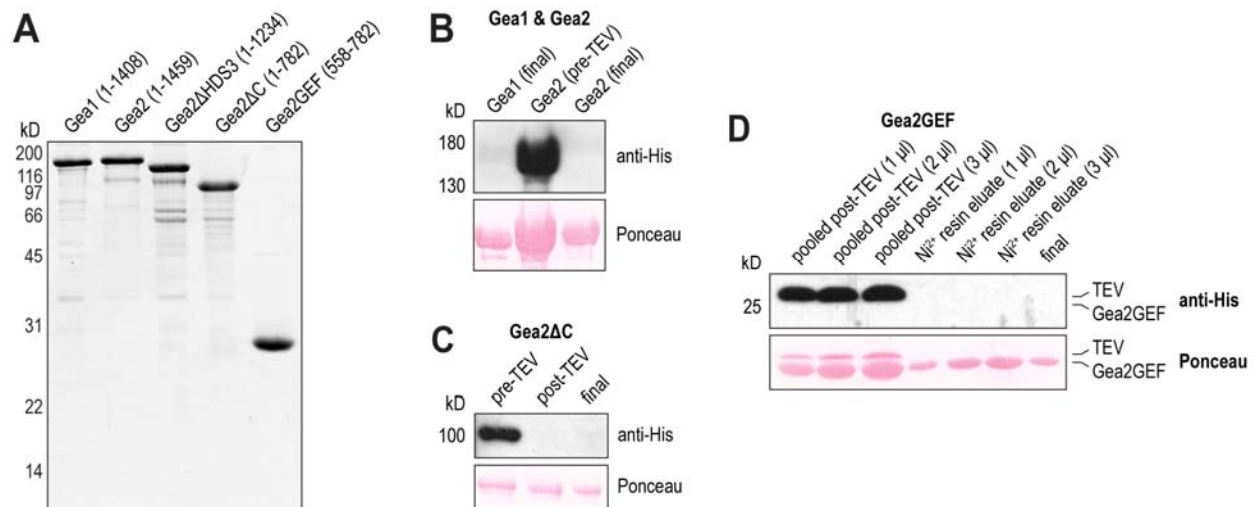 A
Gea1 (1-1408)
Gea2 (1-1459)
Gea2ΔHDS3 (1-1234)
Gea2ΔC (1-782)
Gea2GEF (558-782)
kD
200
116
97
66
45
31
22
14
B
Gea1 & Gea2
Gea1 (final)
Gea2 (pre-TEV)
Gea2 (final)
kD
180
130
anti-His
Ponceau
C
Gea2ΔC
pre-TEV
post-TEV
final
kD
100
anti-His
Ponceau
D
Gea2GEF
pooled post-TEV (1 µl)
pooled post-TEV (2 µl)
pooled post-TEV (3 µl)
Ni²⁺ resin eluate (1 µl)
Ni²⁺ resin eluate (2 µl)
Ni²⁺ resin eluate (3 µl)
final
kD
25
TEV
Gea2GEF
anti-His
TEV
Gea2GEF
Ponceau